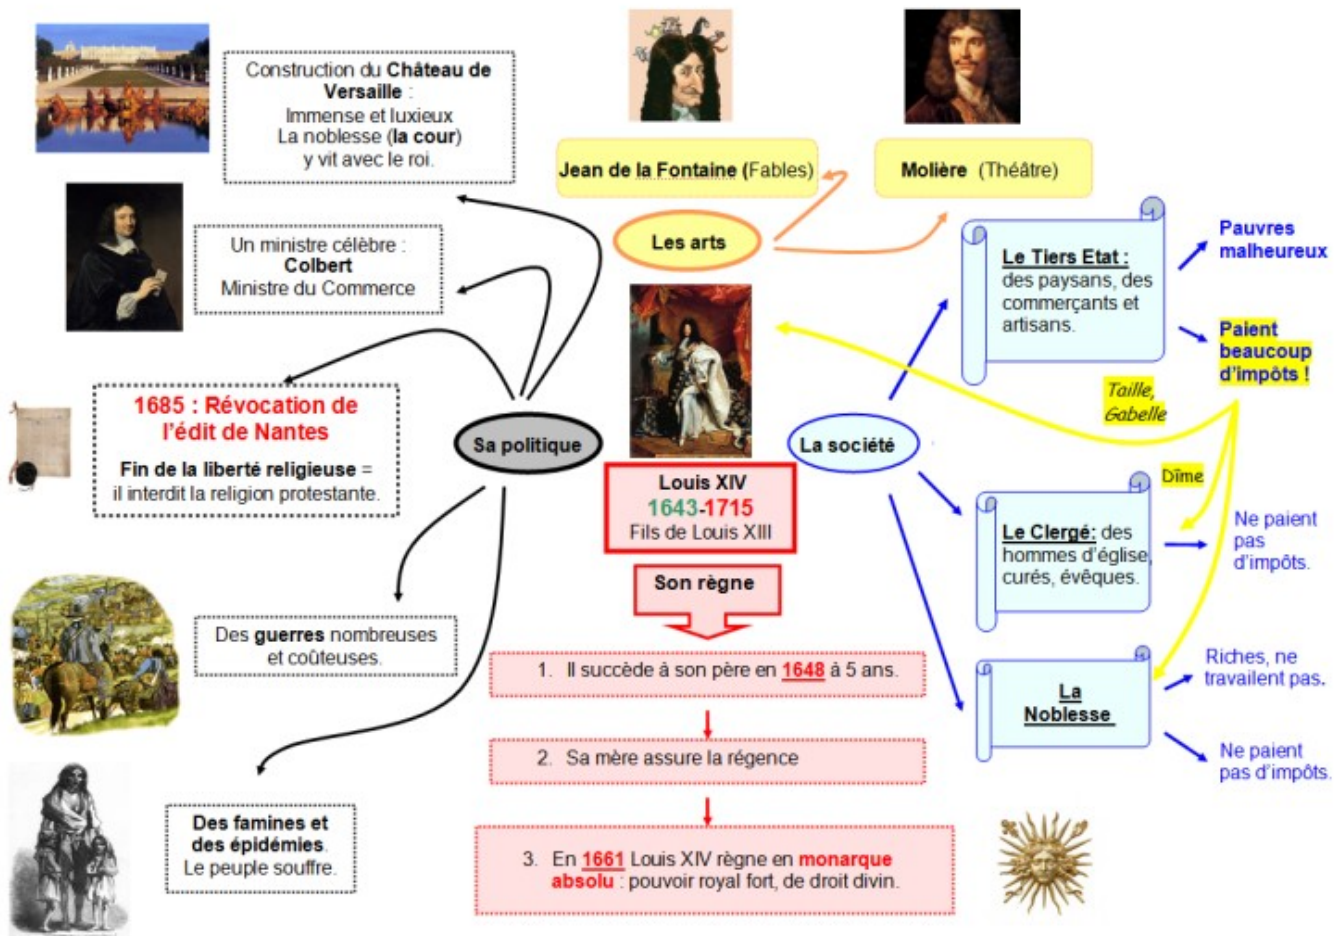 Construction du Château de
Versaille :
Immense et luxieux
La noblesse (la cour)
y vit avec le roi.
Un ministre célèbre :
Colbert
Ministre du Commerce
1685 : Révocation de
l'édit de Nantes
Fin de la liberté religieuse =
il interdit la religion protestante.
Des guerres nombreuses
et coûteuses.
Des famines et
des épidémies.
Le peuple souffre.
Sa politique
Jean de la Fontaine (Fables)
Molière (Théâtre)
Les arts
Louis XIV
1643-1715
Fils de Louis XIII
Son règne
1. Il succède à son père en 1648 à 5 ans.
2. Sa mère assure la régence
3. En 1661 Louis XIV règne en monarque
absolu : pouvoir royal fort, de droit divin.
La société
Le Tiers Etat :
des paysans, des
commerçants et
artisans.
Pauvres
malheureux
Paient
beaucoup
d'impôts !
Taille,
Gabelle
Dîme
Le Clergé: des
hommes d'église,
curés, évêques.
Ne paient
pas
d'impôts.
La
Noblesse
Riches, ne
travailent pas.
Ne paient
pas d'impôts.